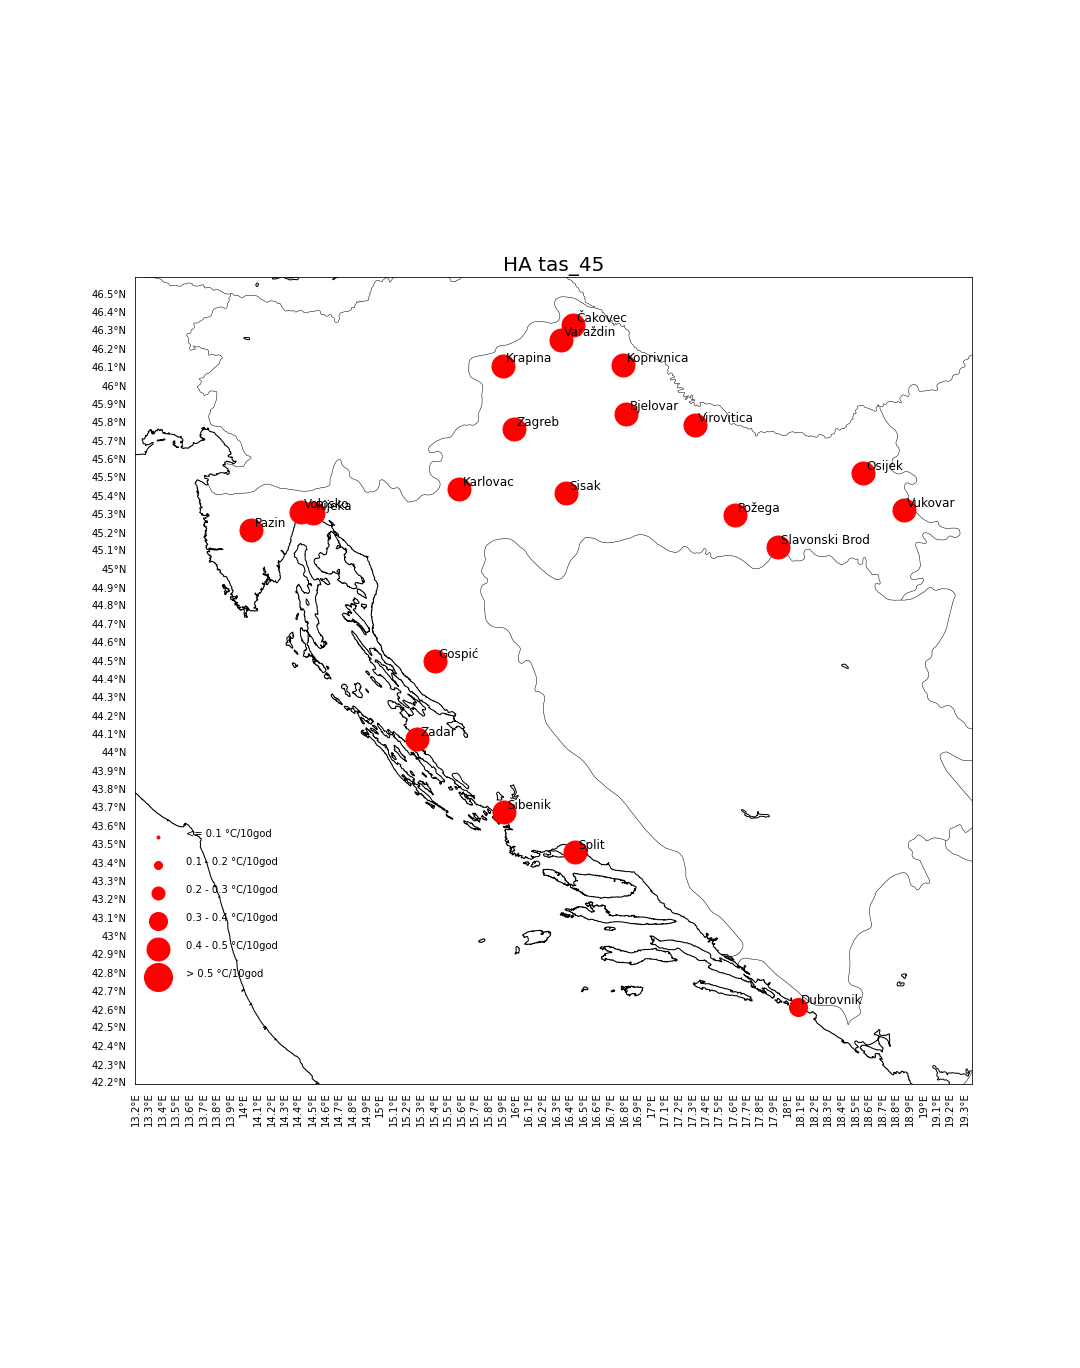 HA tas_45
46.5°N
46.4°N
46.3°N
46.2°N
46.1°N
46°N
45.9°N
45.8°N
45.7°N
45.6°N
45.5°N
45.4°N
45.3°N
45.2°N
45.1°N
45°N
44.9°N
44.8°N
44.7°N
44.6°N
44.5°N
44.4°N
44.3°N
44.2°N
44.1°N
44°N
43.9°N
43.8°N
43.7°N
43.6°N
43.5°N
43.4°N
43.3°N
43.2°N
43.1°N
43°N
42.9°N
42.8°N
42.7°N
42.6°N
42.5°N
42.4°N
42.3°N
42.2°N
Čakovec
Varaždin
Krapina
Koprivnica
Bjelovar
Virovitica
Zagreb
Osijek
Karlovac
Sisak
Vukovar
Volosko
Rijeka
Požega
Pazin
Slavonski Brod
Gospić
Zadar
Šibenik
Split
Dubrovnik
<= 0.1 °C/10god
0.1 - 0.2 °C/10god
0.2 - 0.3 °C/10god
0.3 - 0.4 °C/10god
0.4 - 0.5 °C/10god
> 0.5 °C/10god
13.2°E
13.3°E
13.4°E
13.5°E
13.6°E
13.7°E
13.8°E
13.9°E
14°E
14.1°E
14.2°E
14.3°E
14.4°E
14.5°E
14.6°E
14.7°E
14.8°E
14.9°E
15°E
15.1°E
15.2°E
15.3°E
15.4°E
15.5°E
15.6°E
15.7°E
15.8°E
15.9°E
16°E
16.1°E
16.2°E
16.3°E
16.4°E
16.5°E
16.6°E
16.7°E
16.8°E
16.9°E
17°E
17.1°E
17.2°E
17.3°E
17.4°E
17.5°E
17.6°E
17.7°E
17.8°E
17.9°E
18°E
18.1°E
18.2°E
18.3°E
18.4°E
18.5°E
18.6°E
18.7°E
18.8°E
18.9°E
19°E
19.1°E
19.2°E
19.3°E